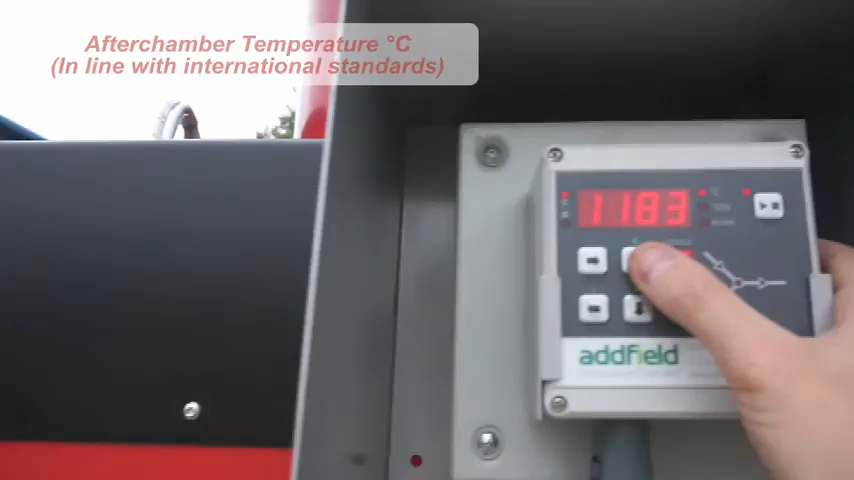 Afterchamber Temperature °C
(In line with international standards)
1183
°C
addfield